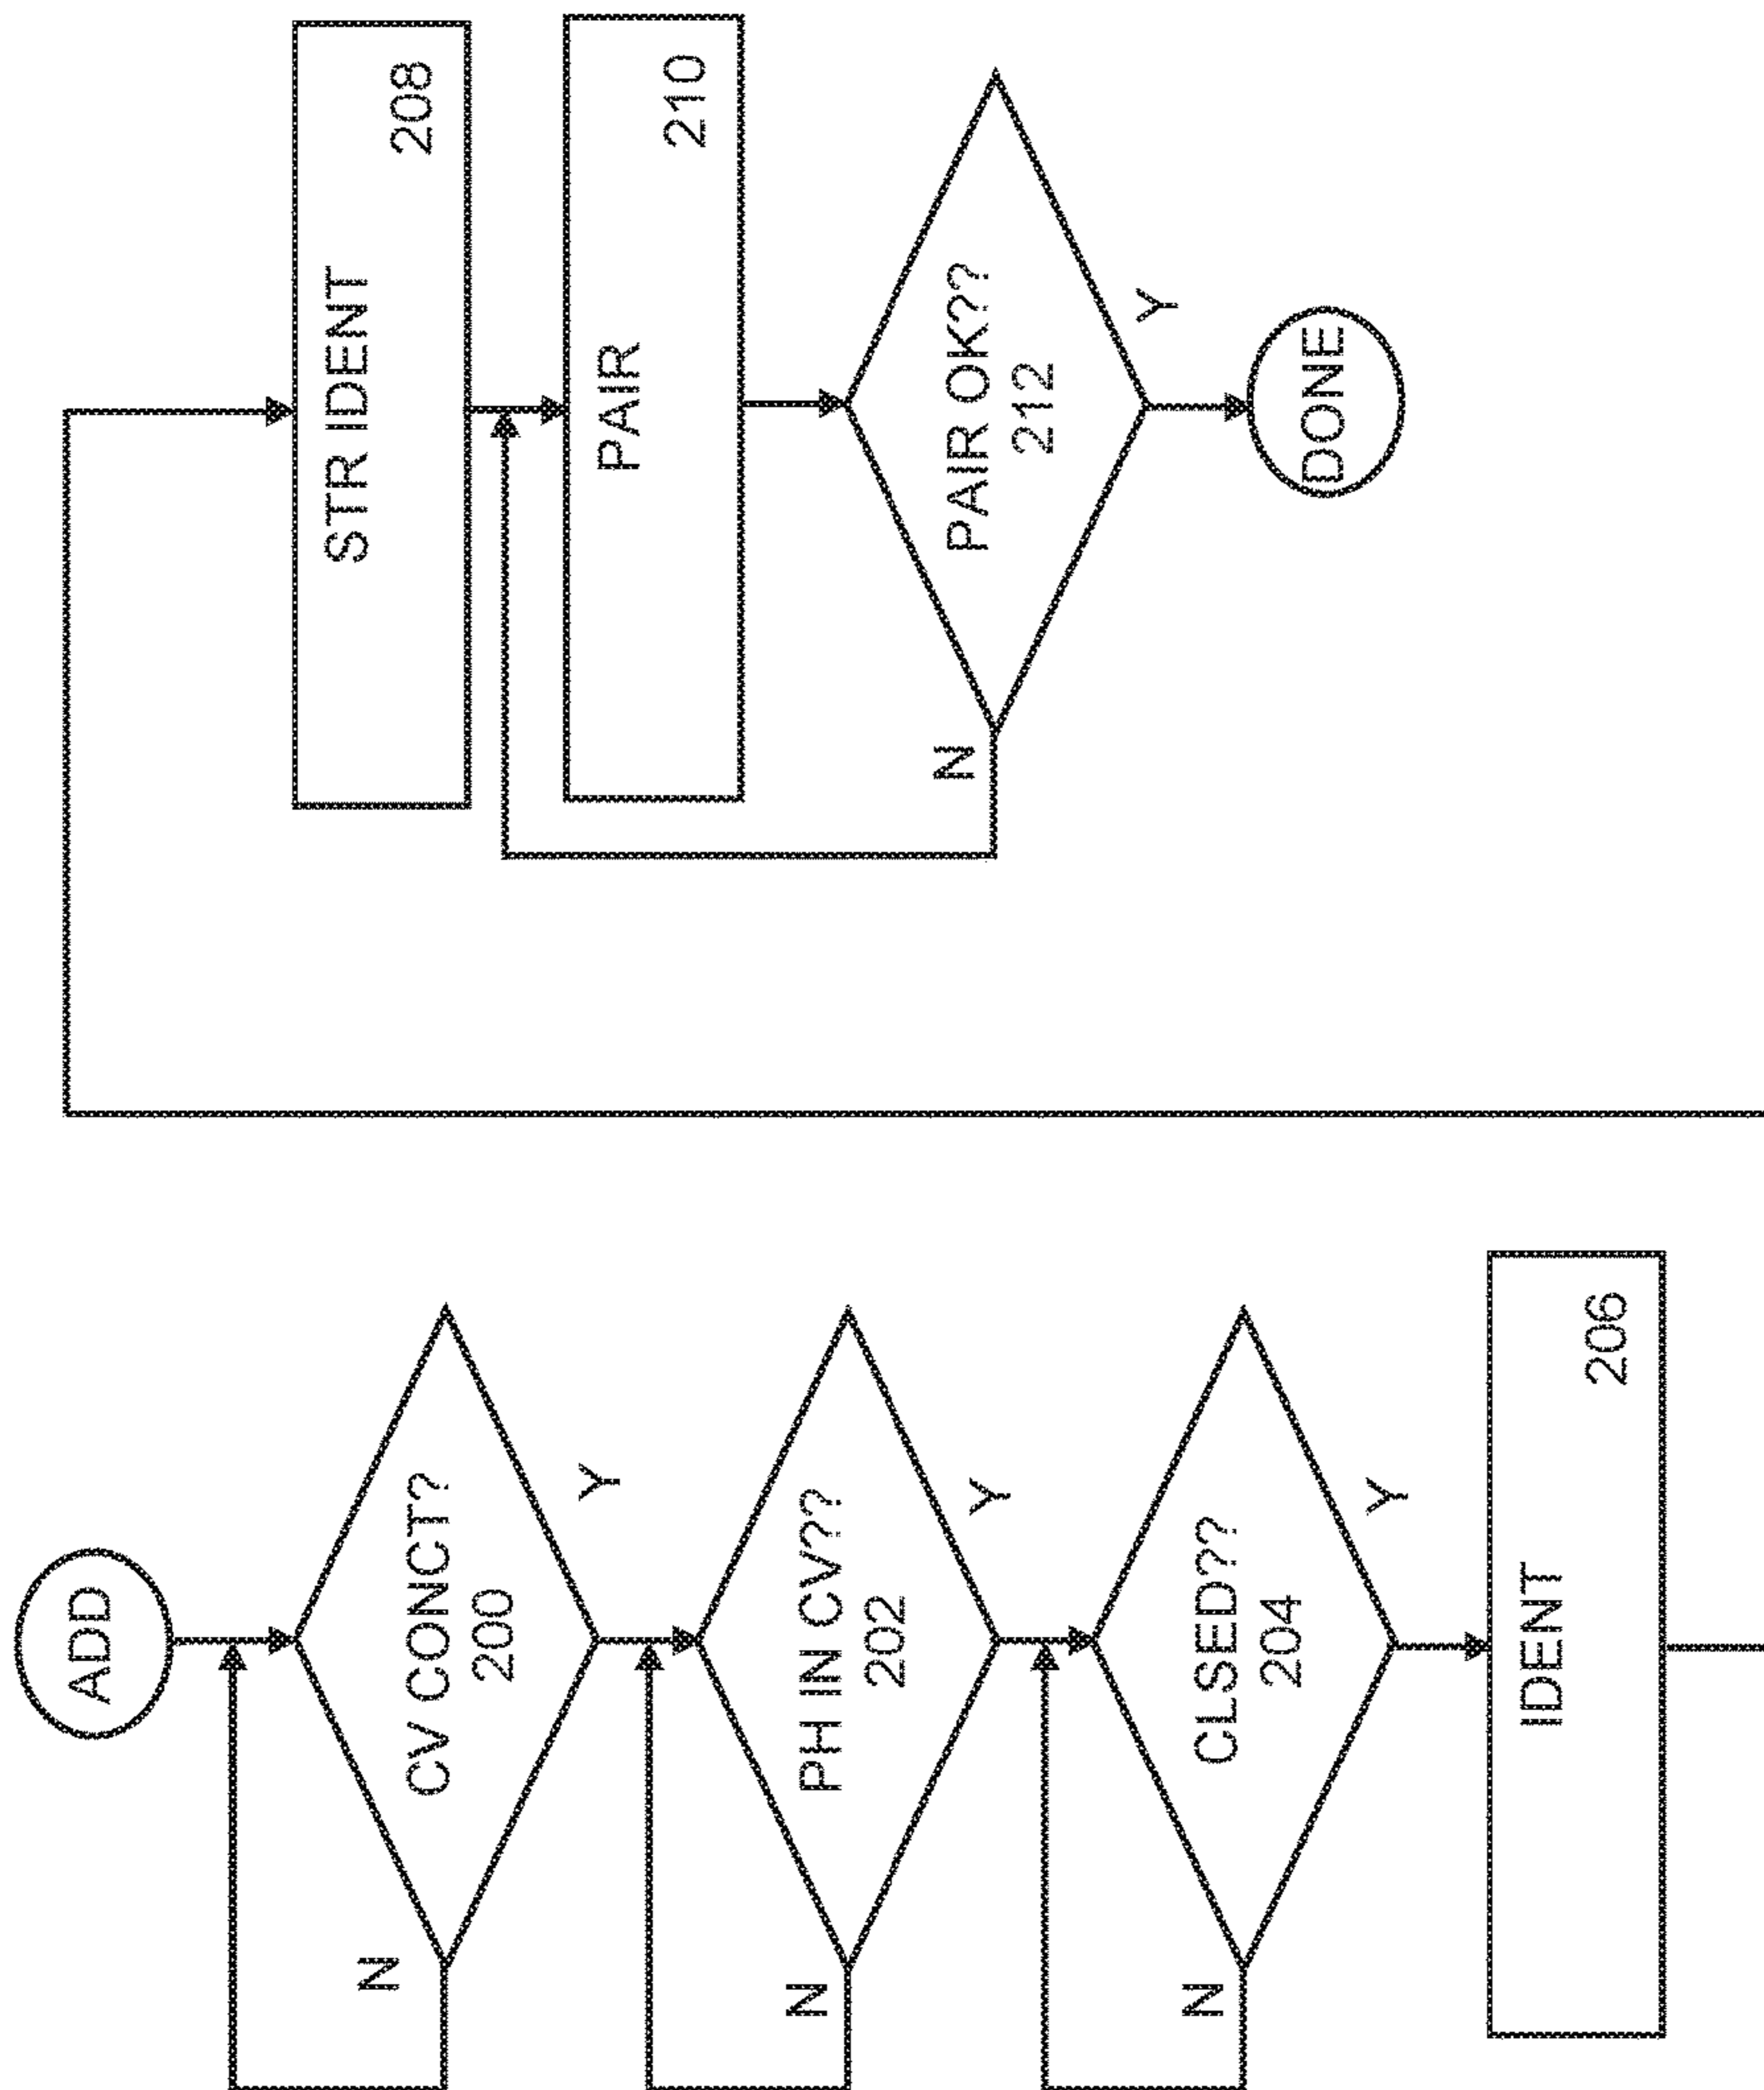 ADD
CV CONCT?
200
N
Y
PH IN CV??
202
N
Y
CLSED??
204
N
Y
IDENT
206
STR IDENT
208
PAIR
210
PAIR OK??
212
N
Y
DONE